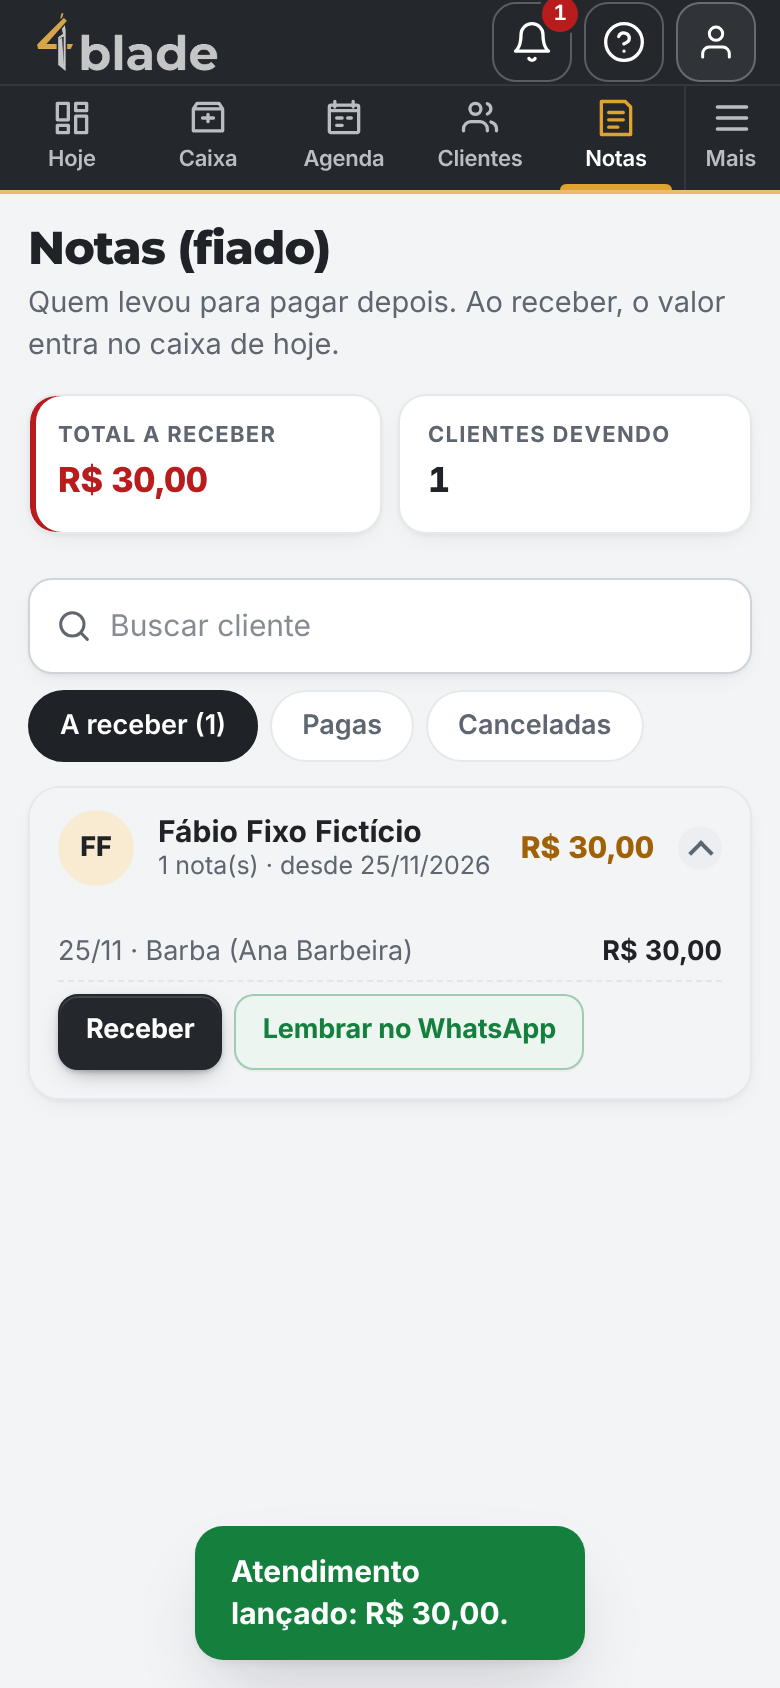 4blade
1
Hoje
Caixa
Agenda
Clientes
Notas
Mais
Notas (fiado)
Quem levou para pagar depois. Ao receber, o valor
entra no caixa de hoje.
TOTAL A RECEBER
R$ 30,00
CLIENTES DEVENDO
1
Buscar cliente
A receber (1)
Pagas
Canceladas
FF
Fábio Fixo Fictício
1 nota(s) · desde 25/11/2026
R$ 30,00
25/11 · Barba (Ana Barbeira)
R$ 30,00
Receber
Lembrar no WhatsApp
Atendimento
lançado: R$ 30,00.